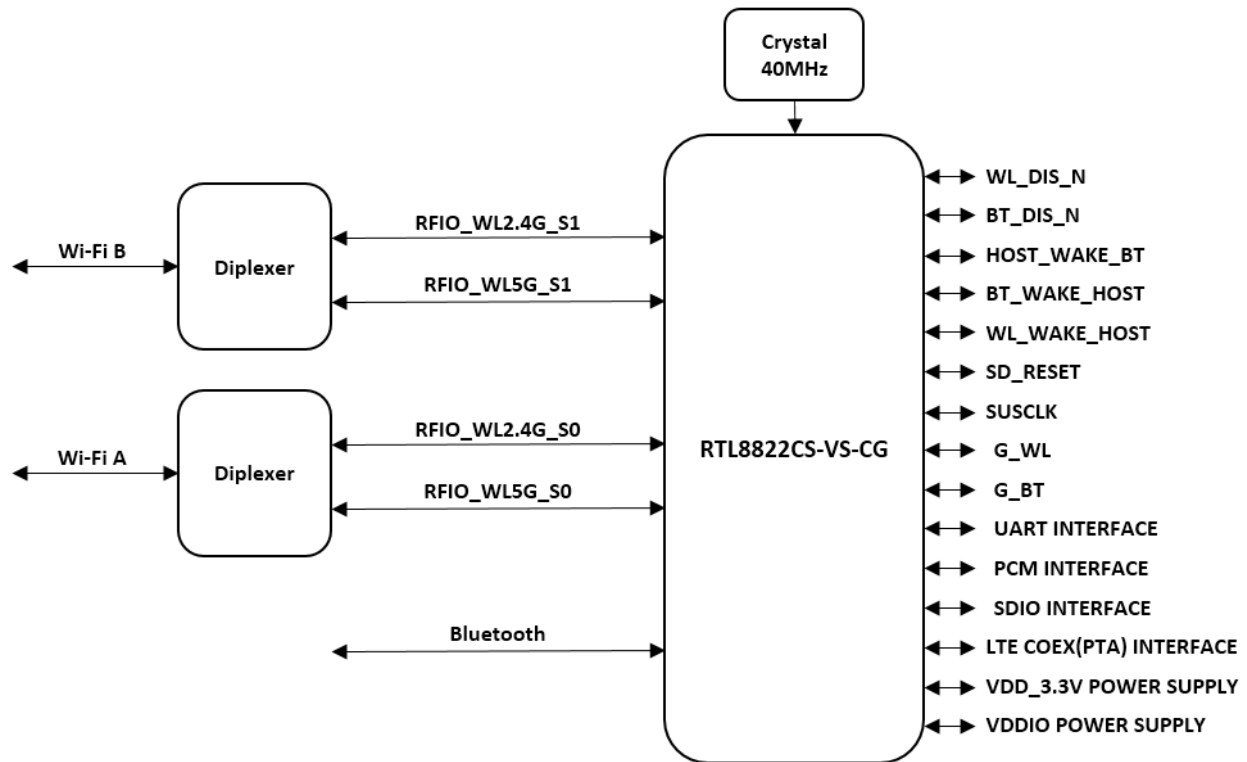 Crystal
40MHz
Wi-Fi B
Diplexer
RFIO_WL2.4G_S1
RFIO_WL5G_S1
Wi-Fi A
Diplexer
RFIO_WL2.4G_S0
RFIO_WL5G_S0
Bluetooth
RTL8822CS-VS-CG
WL_DIS_N
BT_DIS_N
HOST_WAKE_BT
BT_WAKE_HOST
WL_WAKE_HOST
SD_RESET
SUSCLK
G_WL
G_BT
UART INTERFACE
PCM INTERFACE
SDIO INTERFACE
LTE COEX(PTA) INTERFACE
VDD_3.3V POWER SUPPLY
VDDIO POWER SUPPLY